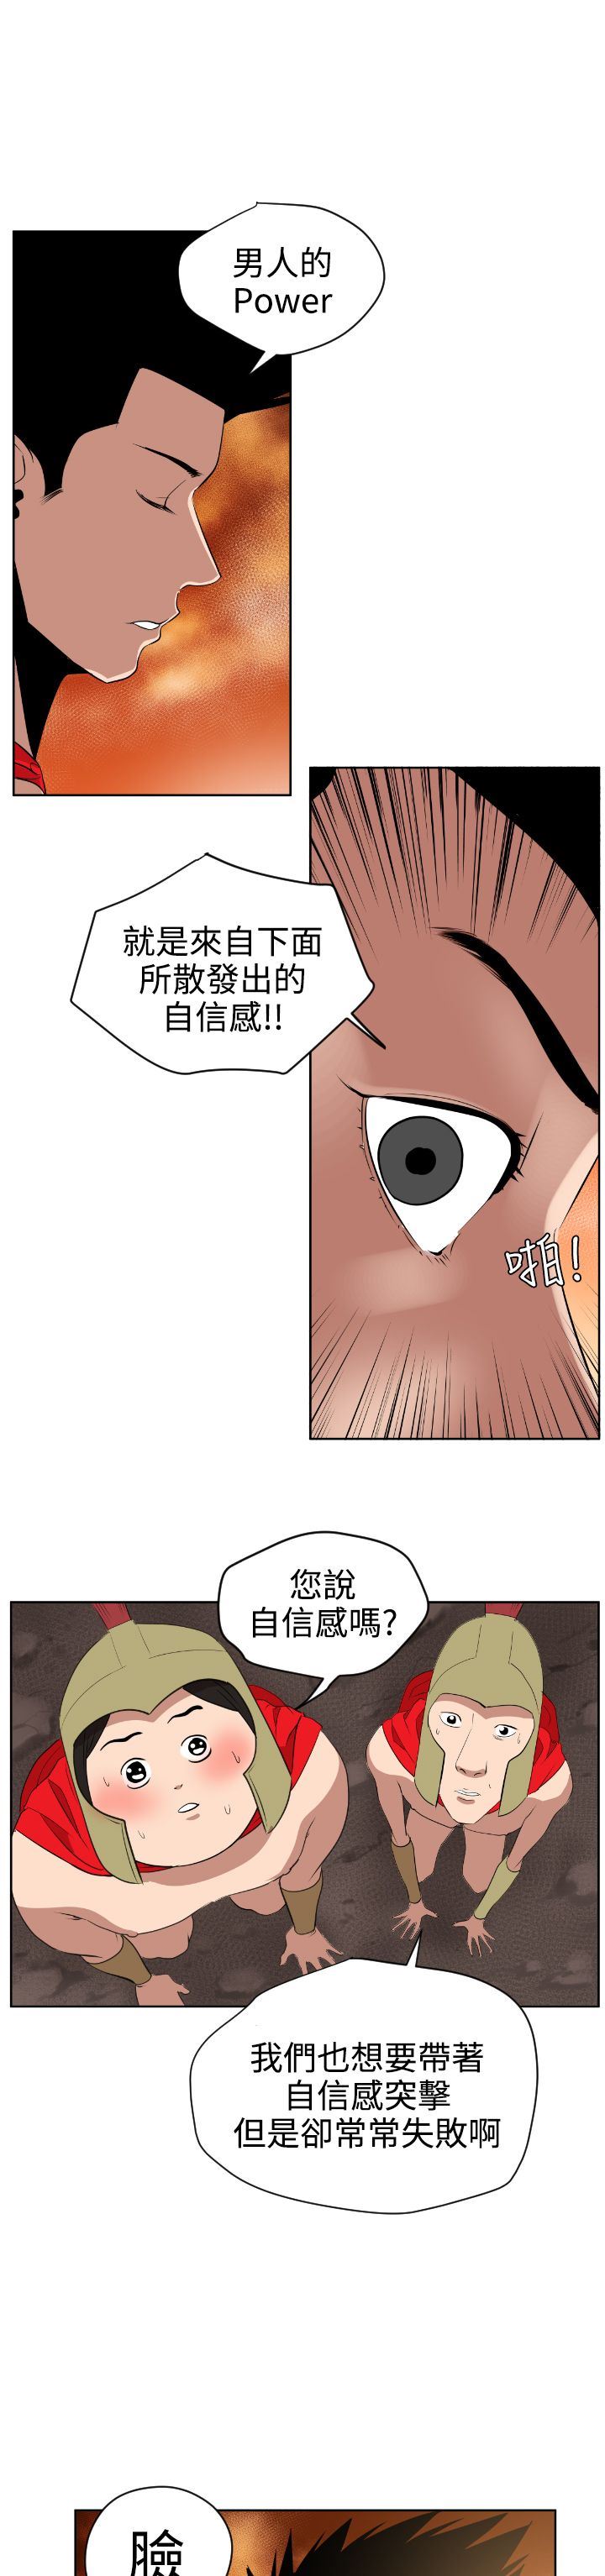 男人的
Power
就是來自下面
所散發出的
自信感!!
啪!
您說
自信感嗎?
我們也想要帶著
自信感突擊
但是卻常常失敗啊
臉